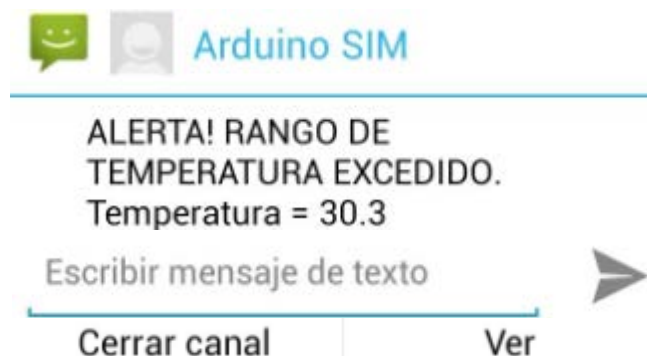 Arduino SIM
ALERTA! RANGO DE
TEMPERATURA EXCEDIDO.
Temperatura = 30.3
Escribir mensaje de texto
Cerrar canal Ver